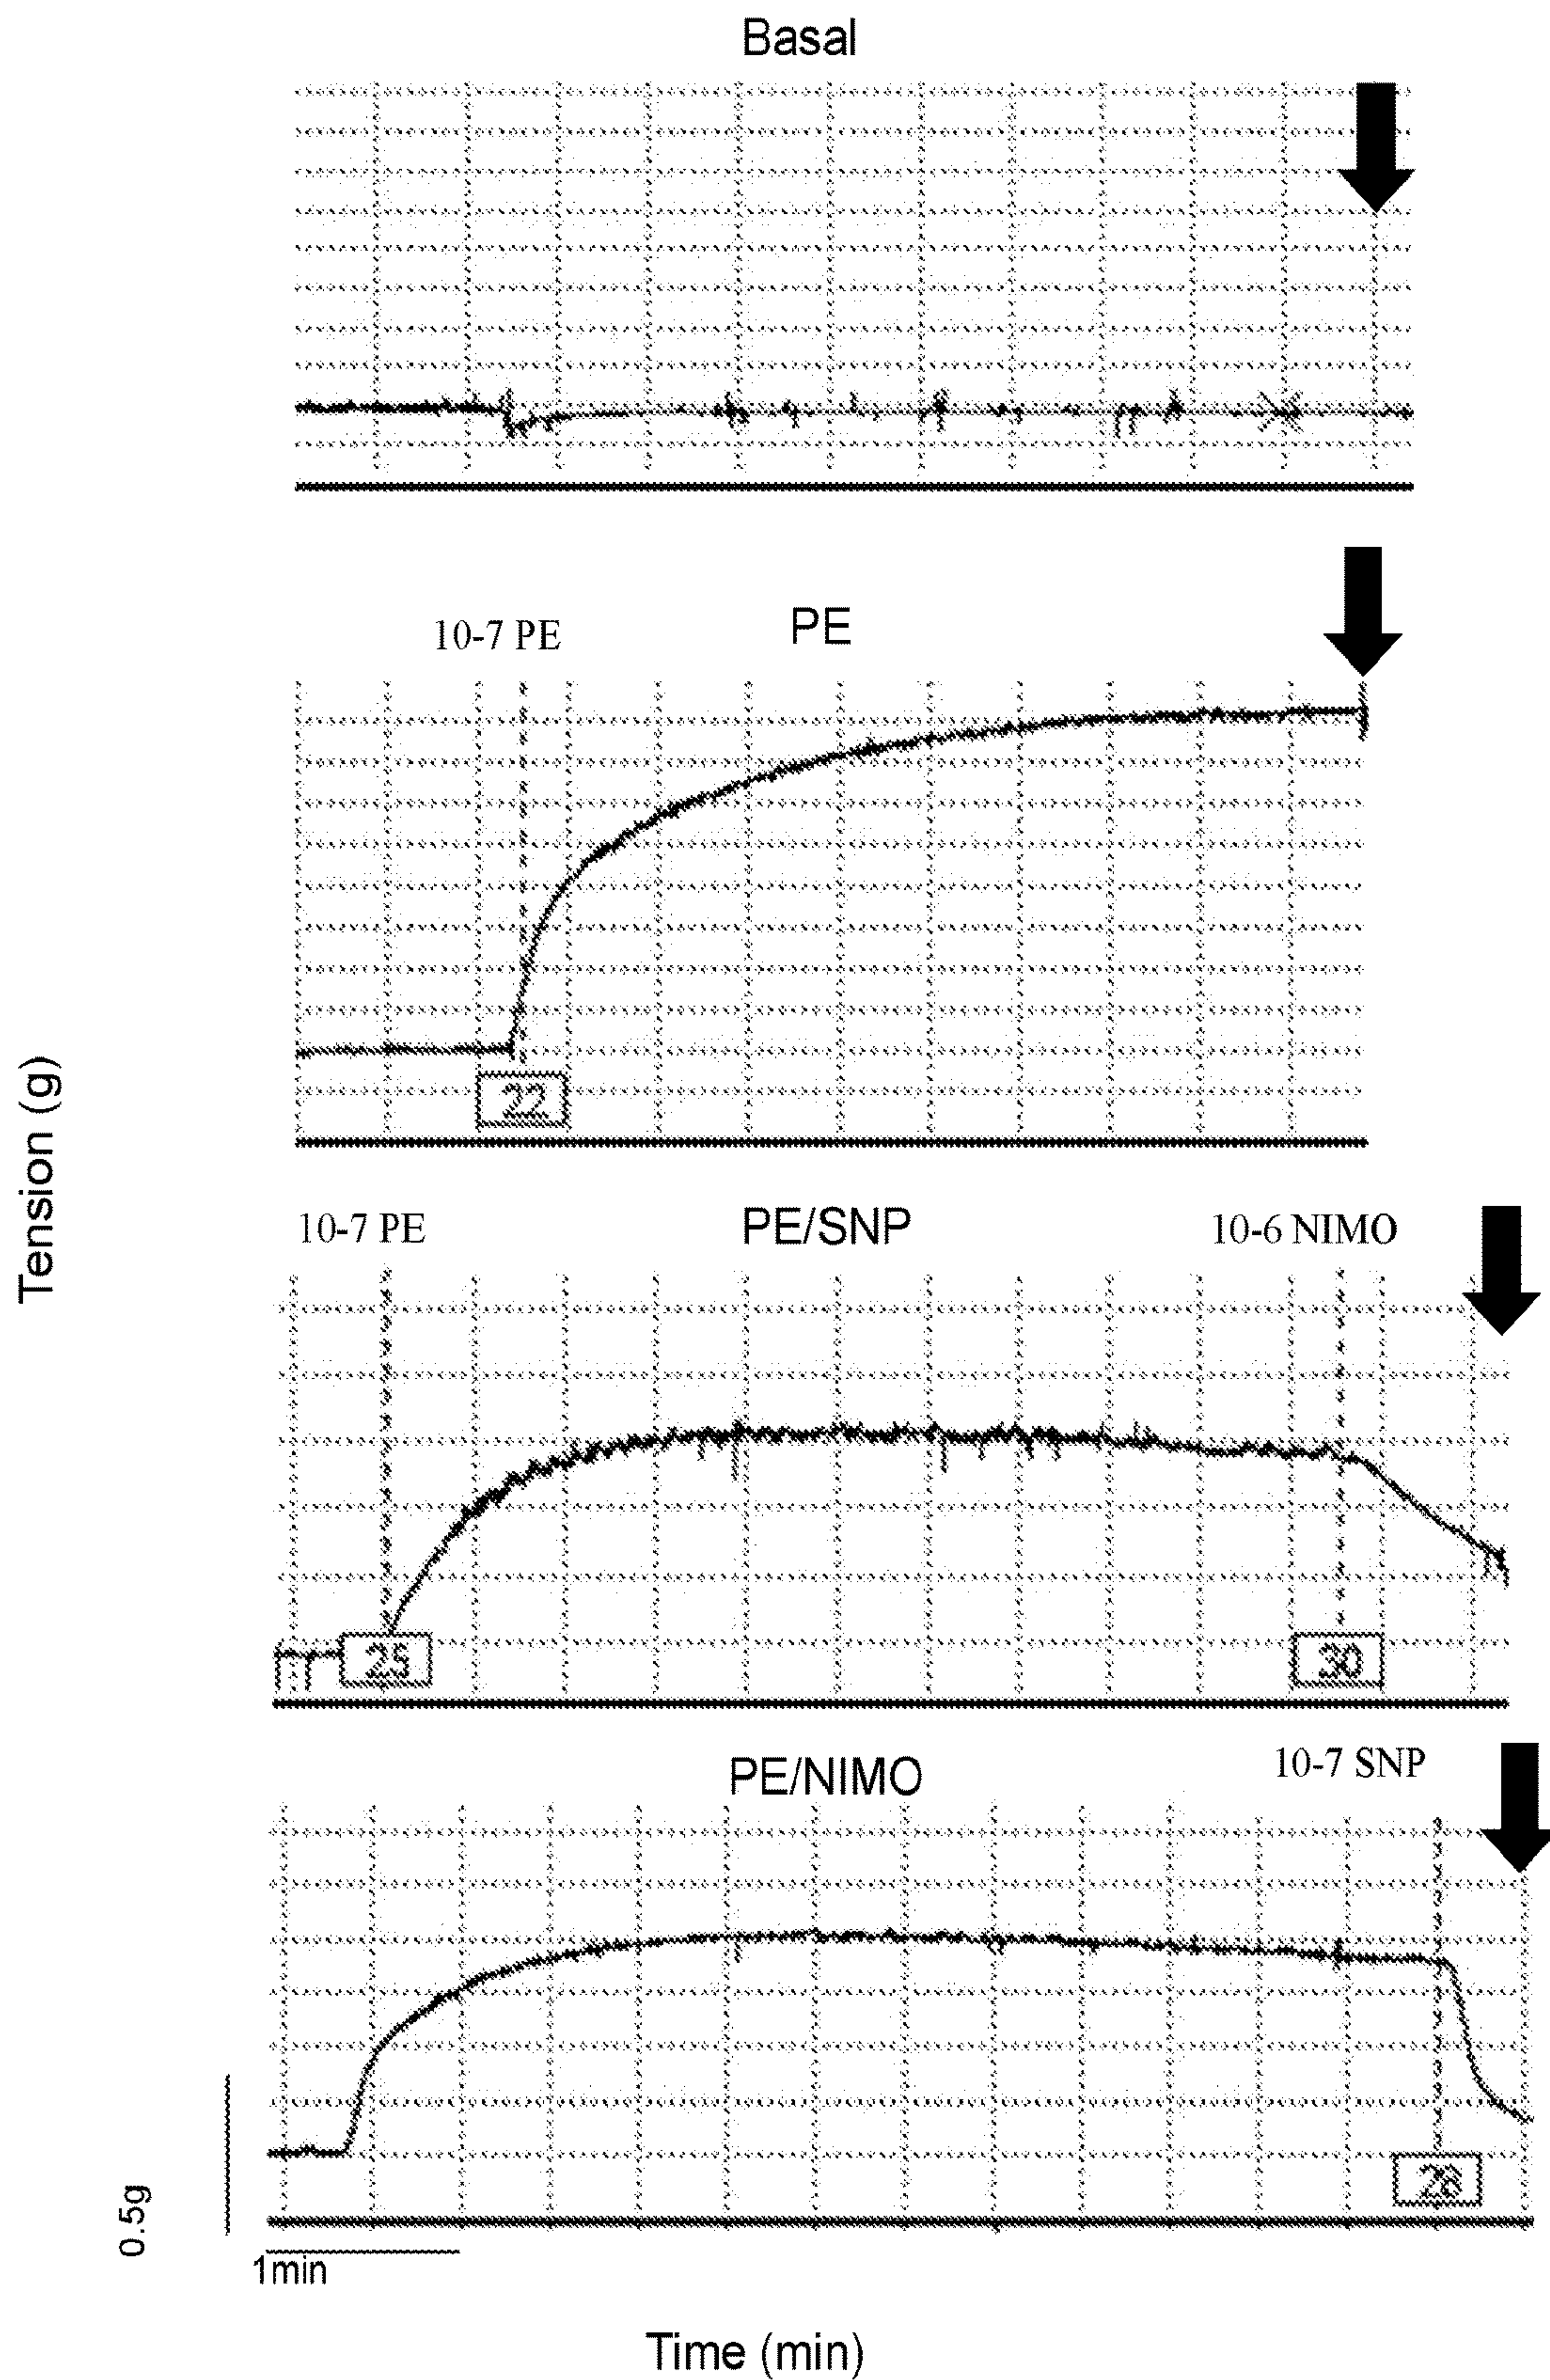 Basal
10-7 PE
PE
22
Tension (g)
10-7 PE
PE/SNP
10-6 NIMO
25
30
PE/NIMO
10-7 SNP
28
0.5g
1min
Time (min)